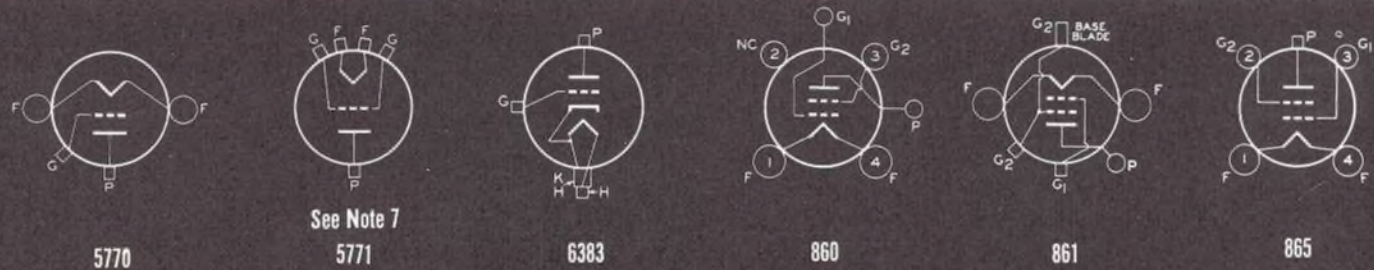 F F G P
G F F G P
P G K H H
G₁ NC 2 3 G₂ P 1 4 F F
G₂ BASE BLADE F F G₂ G₁ P
P G₂ 2 3 G₁ 1 4 F F
See Note 7
5770 5771 6383 860 861 865